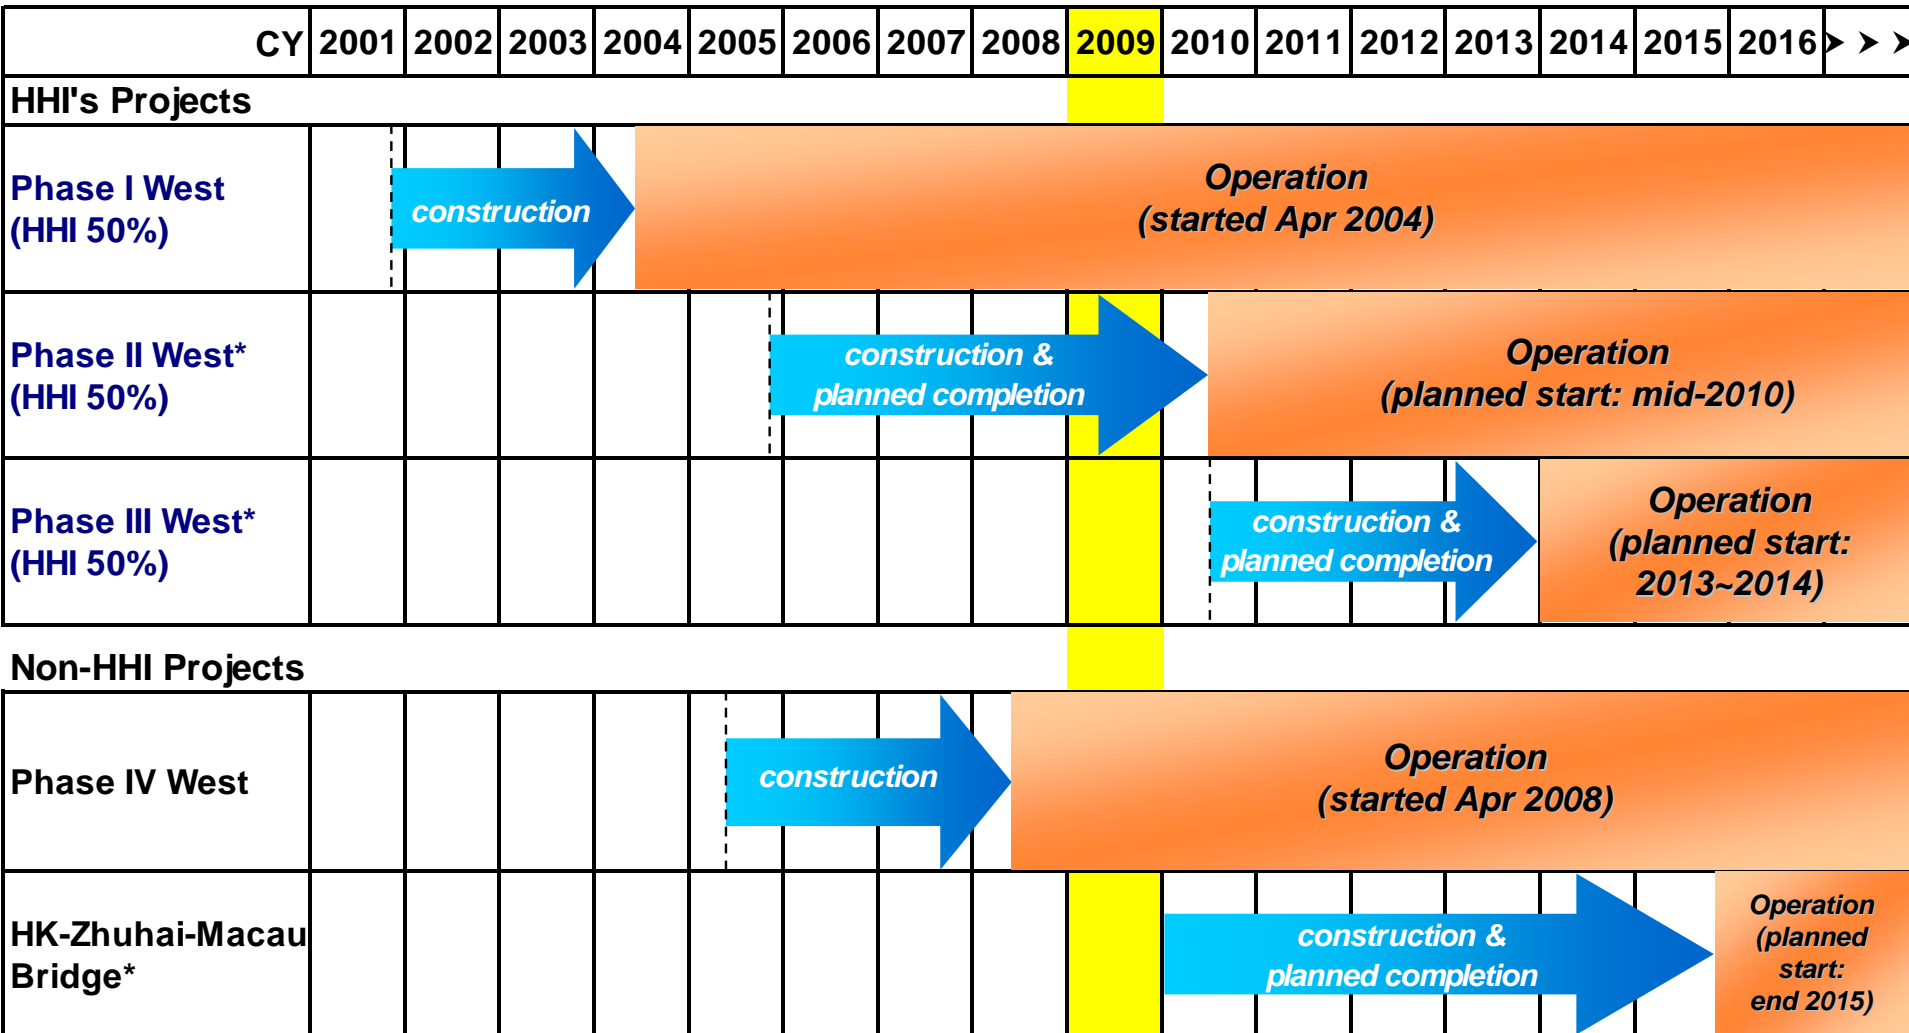 CY 2001 2002 2003 2004 2005 2006 2007 2008 2009 2010 2011 2012 2013 2014 2015 2016
HHI's Projects
Phase I West
(HHI 50%)
construction
Operation
(started Apr 2004)
Phase II West*
(HHI 50%)
construction &
planned completion
Operation
(planned start: mid-2010)
Phase III West*
(HHI 50%)
construction &
planned completion
Operation
(planned start:
2013~2014)
Non-HHI Projects
Phase IV West
construction
Operation
(started Apr 2008)
HK-Zhuhai-Macau
Bridge*
construction &
planned completion
Operation
(planned
start:
end 2015)